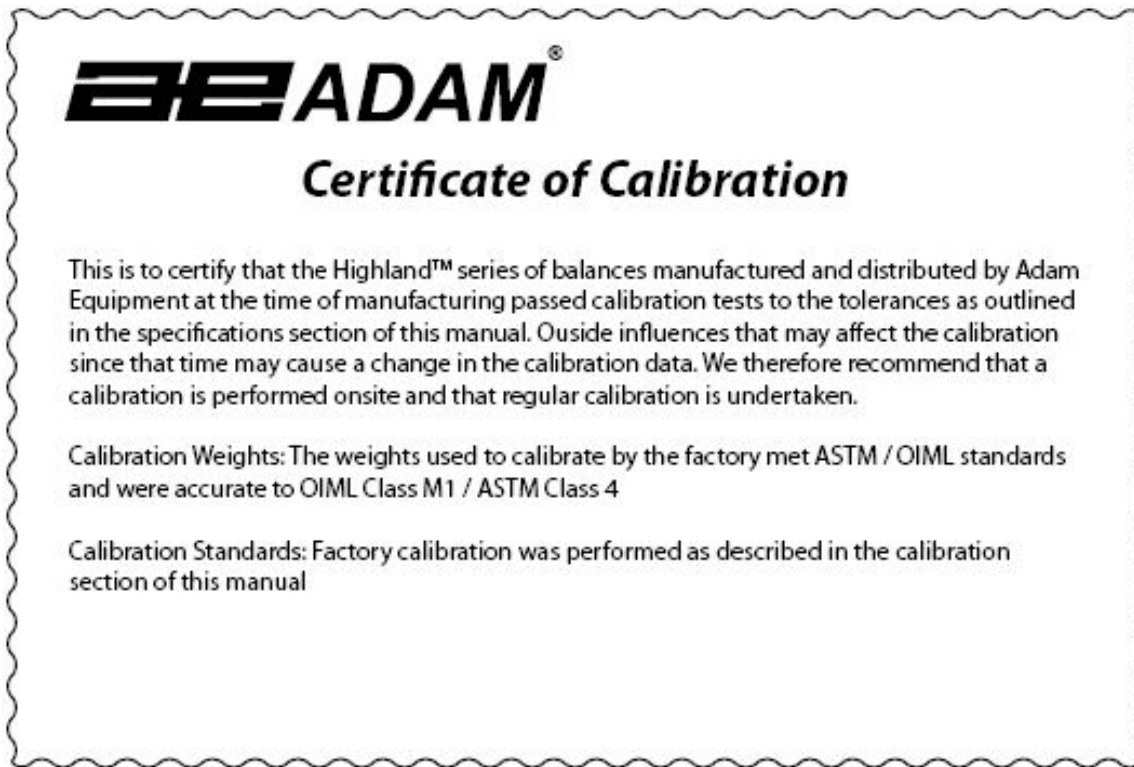 ae ADAM®
Certificate of Calibration
This is to certify that the Highland™ series of balances manufactured and distributed by Adam
Equipment at the time of manufacturing passed calibration tests to the tolerances as outlined
in the specifications section of this manual. Ouside influences that may affect the calibration
since that time may cause a change in the calibration data. We therefore recommend that a
calibration is performed onsite and that regular calibration is undertaken.
Calibration Weights: The weights used to calibrate by the factory met ASTM / OIML standards
and were accurate to OIML Class M1 / ASTM Class 4
Calibration Standards: Factory calibration was performed as described in the calibration
section of this manual